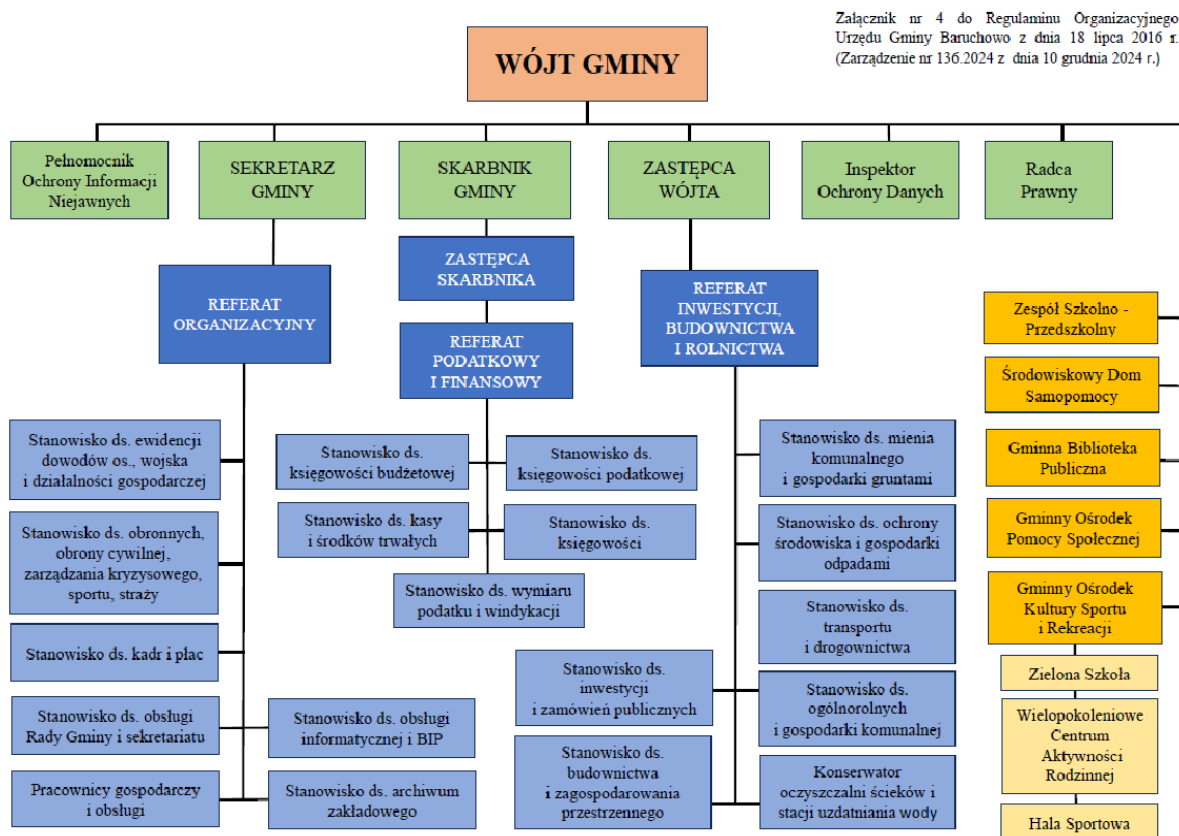 Załącznik nr 4 do Regulaminu Organizacyjnego
Urzędu Gminy Baruchowo z dnia 18 lipca 2016 r.
(Zarządzenie nr 136.2024 z dnia 10 grudnia 2024 r.)
WÓJT GMINY
Pełnomocnik
Ochrony Informacji
Niejawnych
SEKRETARZ
GMINY
SKARBNIK
GMINY
ZASTĘPCA
WÓJTA
Inspektor
Ochrony Danych
Radca
Prawny
ZASTĘPCA
SKARBNIKA
REFERAT
ORGANIZACYJNY
REFERAT
PODATKOWY
I FINANSOWY
REFERAT
INWESTYCJI,
BUDOWNICTWA
I ROLNICTWA
Stanowisko ds. ewidencji
dowodów os., wojska
i działalności gospodarczej
Stanowisko ds. obronnych,
obrony cywilnej,
zarządzania kryzysowego,
sportu, straży
Stanowisko ds. kadr i płac
Stanowisko ds. obsługi
Rady Gminy i sekretariatu
Stanowisko ds. obsługi
informatycznej i BIP
Pracownicy gospodarczy
i obsługi
Stanowisko ds. archiwum
zakładowego
Stanowisko ds.
księgowości budżetowej
Stanowisko ds.
księgowości podatkowej
Stanowisko ds. kasy
i środków trwałych
Stanowisko ds.
księgowości
Stanowisko ds. wymiaru
podatku i windykacji
Stanowisko ds. mienia
komunalnego
i gospodarki gruntami
Stanowisko ds. ochrony
środowiska i gospodarki
odpadami
Stanowisko ds.
transportu
i drogownictwa
Stanowisko ds.
inwestycji
i zamówień publicznych
Stanowisko ds.
ogólnorolnych
i gospodarki komunalnej
Stanowisko ds.
budownictwa
i zagospodarowania
przestrzennego
Konserwator
oczyszczalni ścieków i
stacji uzdatniania wody
Zespół Szkolno -
Przedszkolny
Środowiskowy Dom
Samopomocy
Gminna Biblioteka
Publiczna
Gminny Ośrodek
Pomocy Społecznej
Gminny Ośrodek
Kultury Sportu
i Rekreacji
Zielona Szkoła
Wielopokoleniowe
Centrum
Aktywności
Rodzinnej
Hala Sportowa